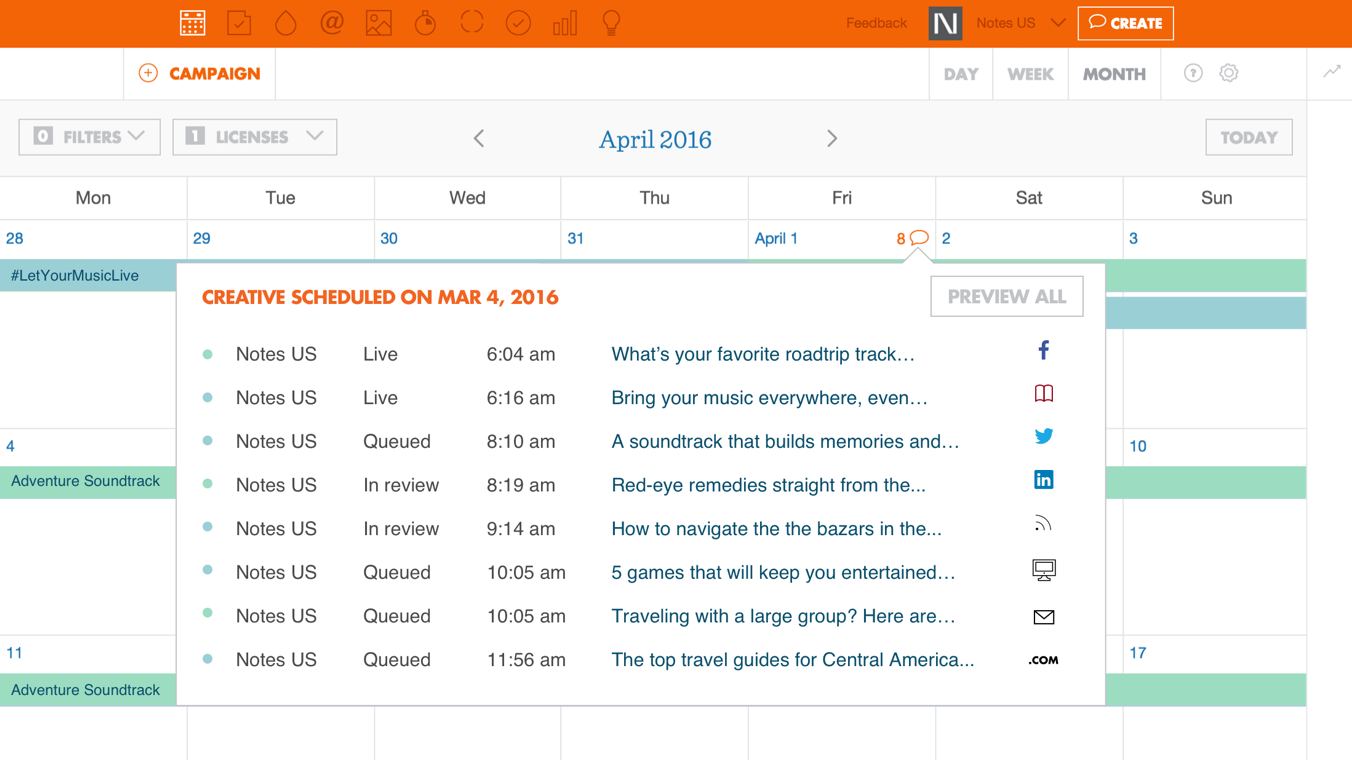 @ Feedback N Notes US CREATE
CAMPAIGN DAY WEEK MONTH ?
0 FILTERS 1 LICENSES April 2016 TODAY
Mon Tue Wed Thu Fri Sat Sun
28 29 30 31 April 1 8 2 3
#LetYourMusicLive
CREATIVE SCHEDULED ON MAR 4, 2016 PREVIEW ALL
Notes US Live 6:04 am What's your favorite roadtrip track… f
Notes US Live 6:16 am Bring your music everywhere, even…
Notes US Queued 8:10 am A soundtrack that builds memories and…
4 10
Adventure Soundtrack
Notes US In review 8:19 am Red-eye remedies straight from the... in
Notes US In review 9:14 am How to navigate the the bazars in the...
Notes US Queued 10:05 am 5 games that will keep you entertained…
Notes US Queued 10:05 am Traveling with a large group? Here are…
11 17
Notes US Queued 11:56 am The top travel guides for Central America... .COM
Adventure Soundtrack